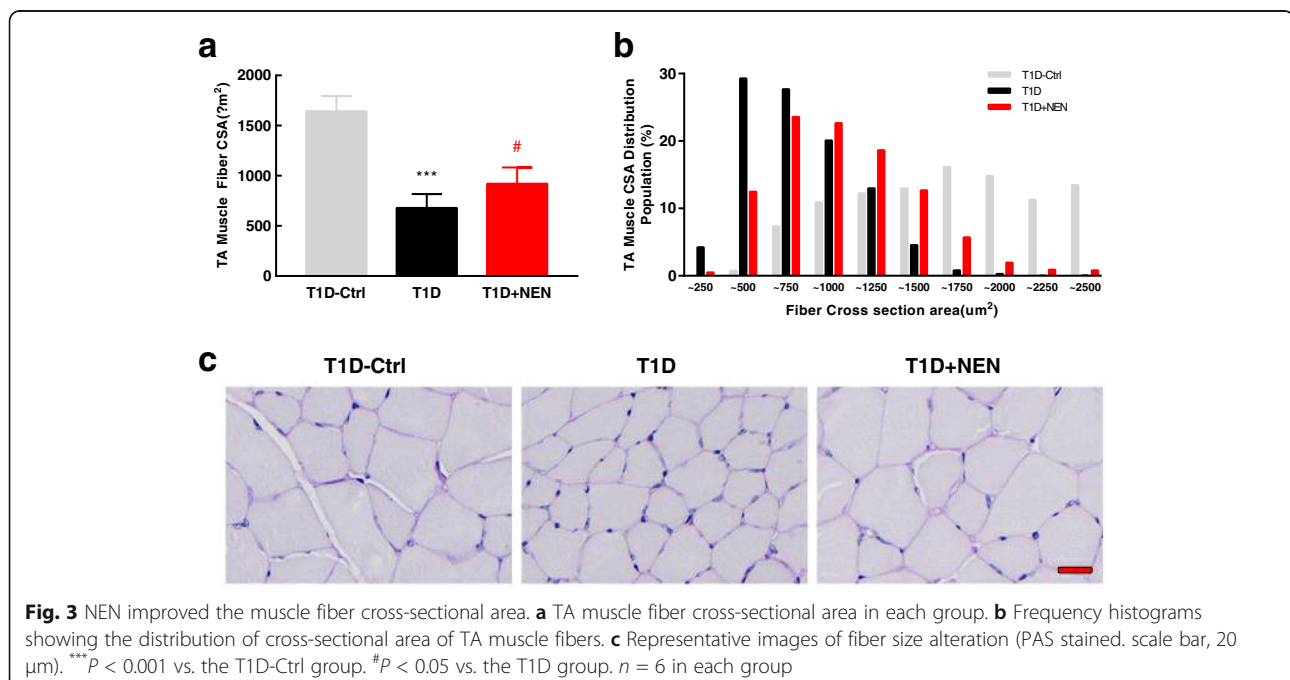 a
TA Muscle Fiber CSA(?m²)
2000
1500
1000
500
0
***
#
T1D-Ctrl T1D T1D+NEN
b
TA Muscle CSA Distribution
Population (%)
30
20
10
0
T1D-Ctrl
T1D
T1D+NEN
~250 ~500 ~750 ~1000 ~1250 ~1500 ~1750 ~2000 ~2250 ~2500
Fiber Cross section area(um²)
c
T1D-Ctrl T1D T1D+NEN
Fig. 3 NEN improved the muscle fiber cross-sectional area. a TA muscle fiber cross-sectional area in each group. b Frequency histograms
showing the distribution of cross-sectional area of TA muscle fibers. c Representative images of fiber size alteration (PAS stained. scale bar, 20
μm). ***P < 0.001 vs. the T1D-Ctrl group. #P < 0.05 vs. the T1D group. n = 6 in each group